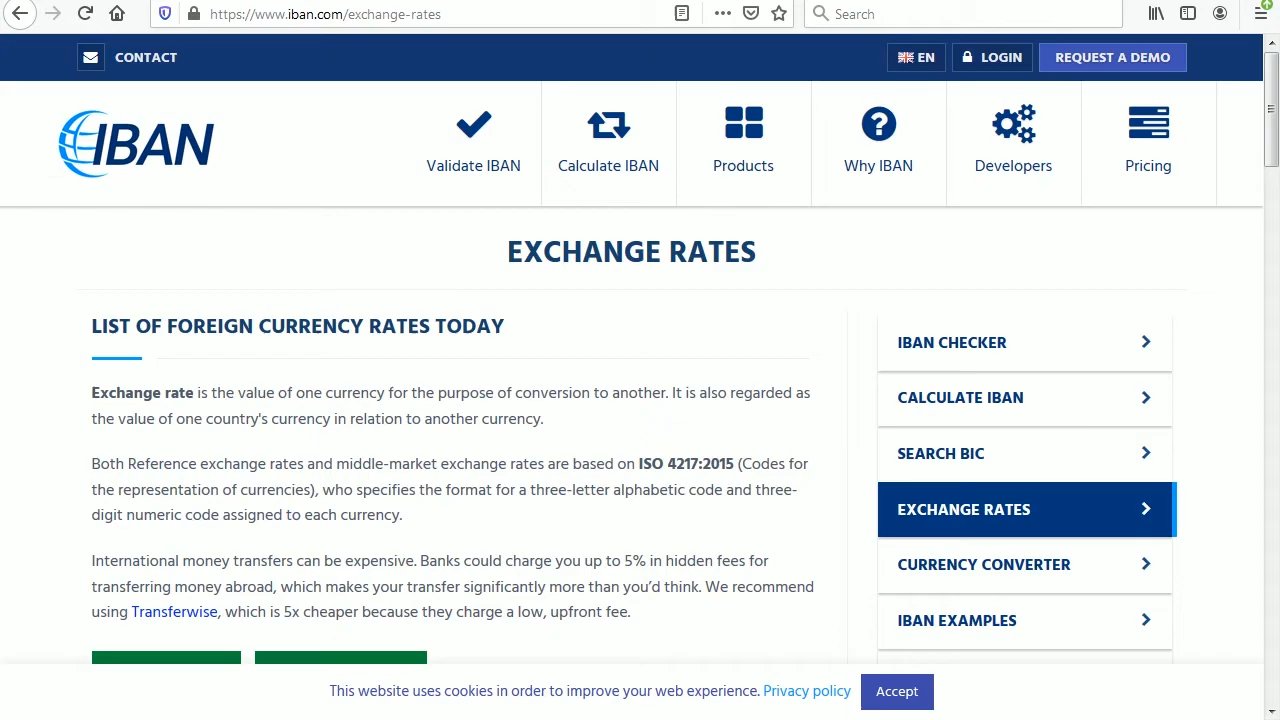 https://www.iban.com/exchange-rates
Search
CONTACT
EN
LOGIN
REQUEST A DEMO
IBAN
Validate IBAN
Calculate IBAN
Products
Why IBAN
Developers
Pricing
EXCHANGE RATES
LIST OF FOREIGN CURRENCY RATES TODAY
Exchange rate is the value of one currency for the purpose of conversion to another. It is also regarded as
the value of one country's currency in relation to another currency.
Both Reference exchange rates and middle-market exchange rates are based on ISO 4217:2015 (Codes for
the representation of currencies), who specifies the format for a three-letter alphabetic code and three-
digit numeric code assigned to each currency.
International money transfers can be expensive. Banks could charge you up to 5% in hidden fees for
transferring money abroad, which makes your transfer significantly more than you’d think. We recommend
using Transferwise, which is 5x cheaper because they charge a low, upfront fee.
IBAN CHECKER
CALCULATE IBAN
SEARCH BIC
EXCHANGE RATES
CURRENCY CONVERTER
IBAN EXAMPLES
This website uses cookies in order to improve your web experience. Privacy policy
Accept